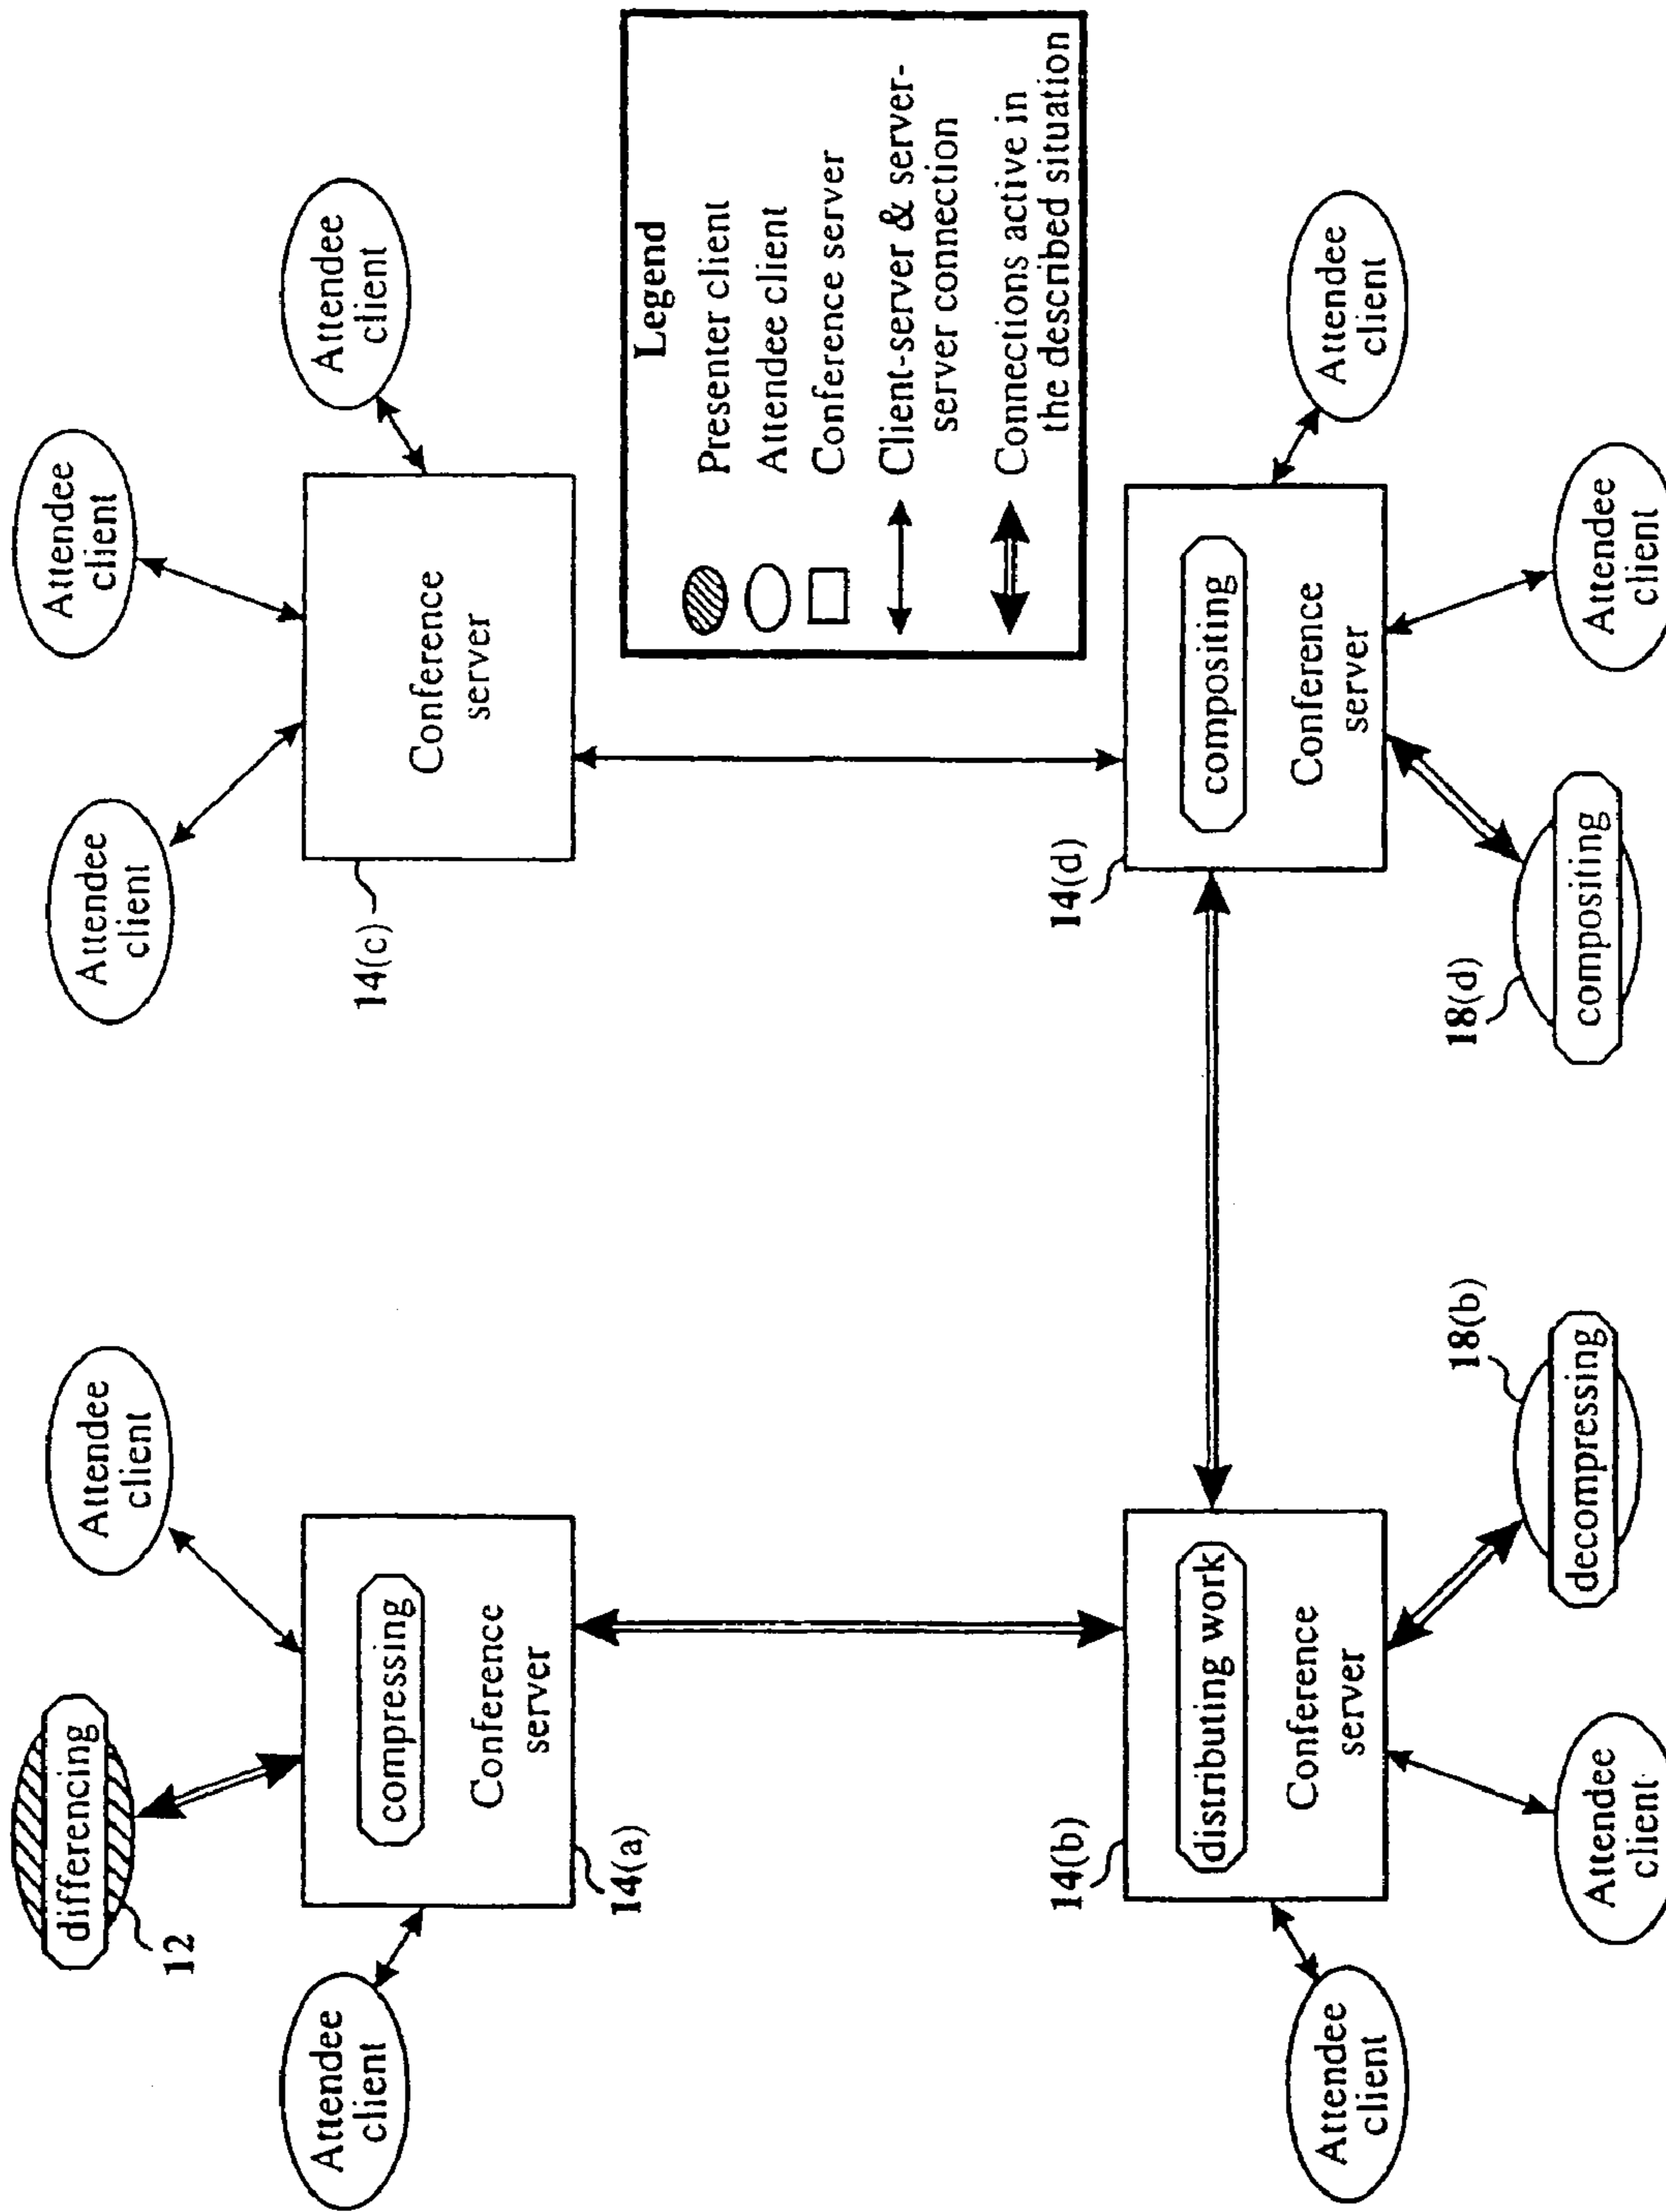 differencing
12
Attendee
client
Attendee
client
compressing
Conference
server
14(a)
Attendee
client
Attendee
client
Attendee
client
Conference
server
14(c)
Attendee
client
distributing work
Conference
server
14(b)
Attendee
client
decompressing
18(b)
compositing
Conference
server
14(d)
compositing
18(d)
Attendee
client
Attendee
client
Attendee
client
Legend
Presenter client
Attendee client
Conference server
Client-server & server-
server connection
Connections active in
the described situation